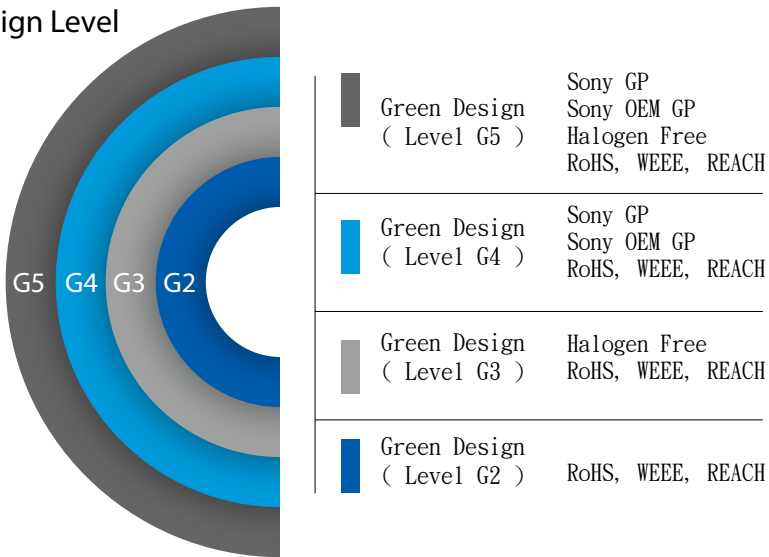 ign Level
G5 G4 G3 G2
Green Design
( Level G5 )
Sony GP
Sony OEM GP
Halogen Free
RoHS, WEEE, REACH
Green Design
( Level G4 )
Sony GP
Sony OEM GP
RoHS, WEEE, REACH
Green Design
( Level G3 )
Halogen Free
RoHS, WEEE, REACH
Green Design
( Level G2 )
RoHS, WEEE, REACH